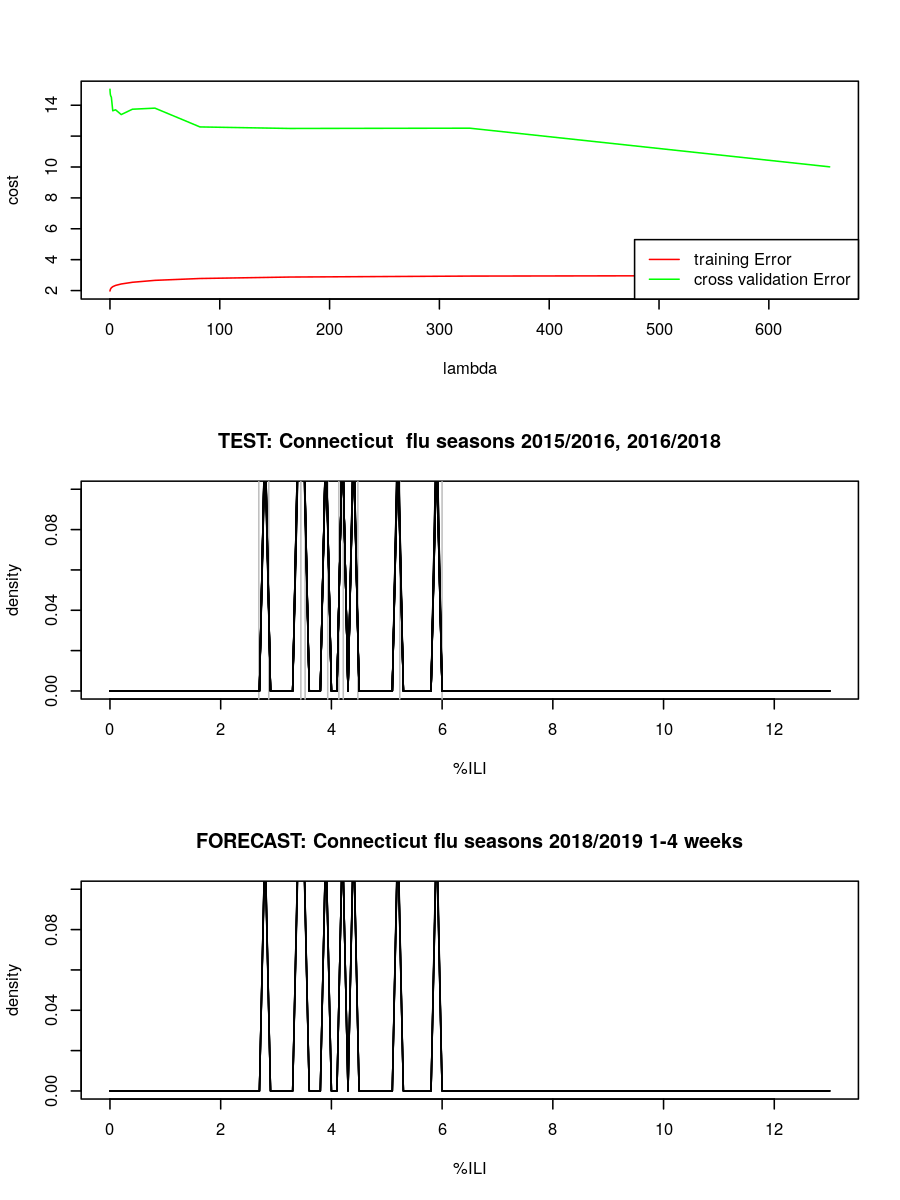 14
10
8
6
4
2
cost
training Error
cross validation Error
0 100 200 300 400 500 600
lambda
TEST: Connecticut  flu seasons 2015/2016, 2016/2018
0.08
0.04
0.00
density
0 2 4 6 8 10 12
%ILI
FORECAST: Connecticut flu seasons 2018/2019 1-4 weeks
0.08
0.04
0.00
density
0 2 4 6 8 10 12
%ILI